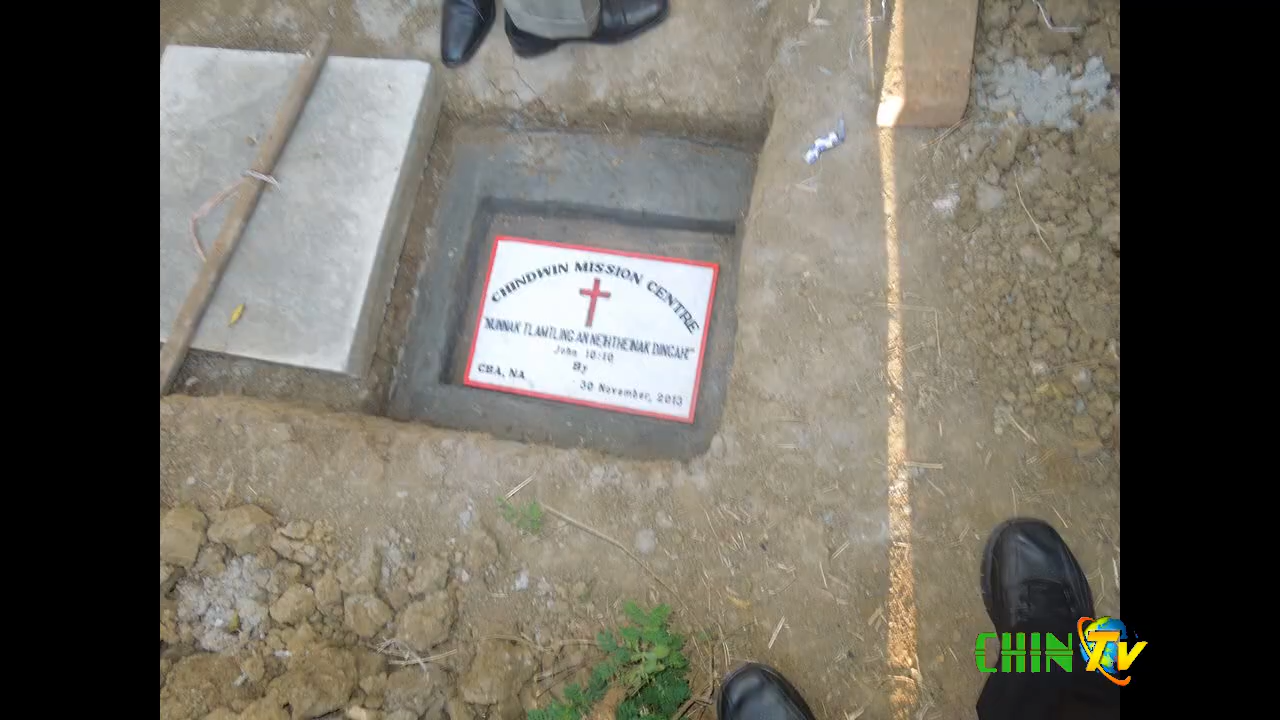 CHINDWIN MISSION CENTRE
"NUNNAK TLAMTLING AN NEIHTHEINAK DINGAH"
John 10:10
By
CBA, NA
30 November, 2013
CHIN TV